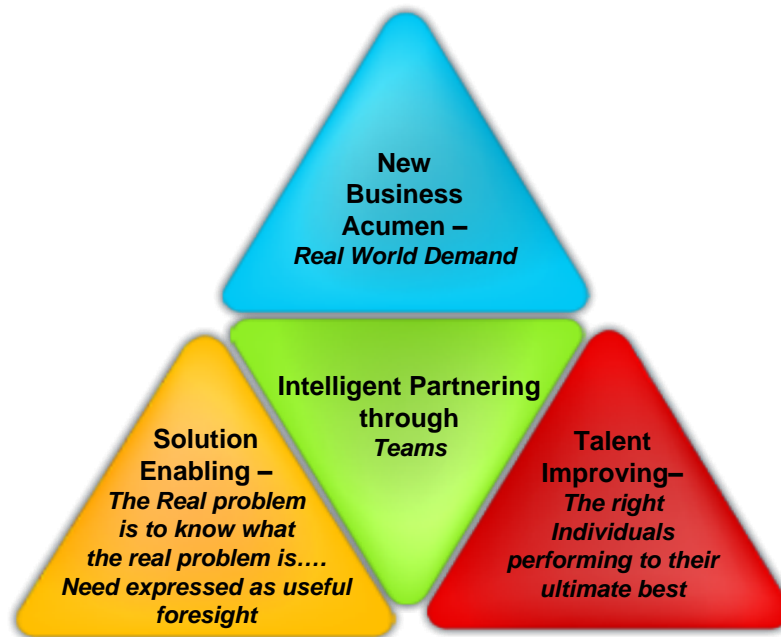 New
Business
Acumen –
Real World Demand
Intelligent Partnering
through
Teams
Solution
Enabling –
The Real problem
is to know what
the real problem is….
Need expressed as useful
foresight
Talent
Improving–
The right
Individuals
performing to their
ultimate best